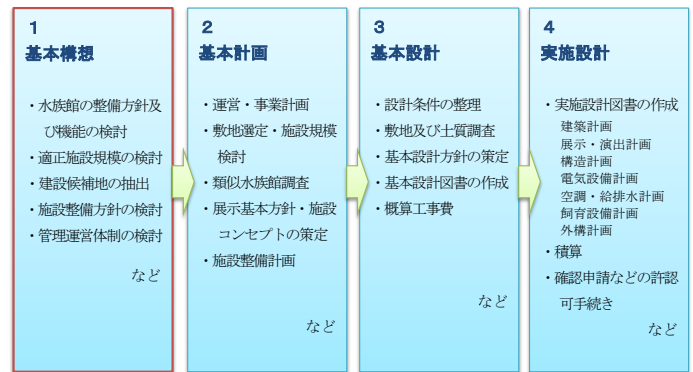 1
基本構想
・水族館の整備方針及
び機能の検討
・適正施設規模の検討
・建設候補地の抽出
・施設整備方針の検討
・管理運営体制の検討
など
2
基本計画
・運営・事業計画
・敷地選定・施設規模
検討
・類似水族館調査
・展示基本方針・施設
コンセプトの策定
・施設整備計画
など
3
基本設計
・設計条件の整理
・敷地及び土質調査
・基本設計方針の策定
・基本設計図書の作成
・概算工事費
など
4
実施設計
・実施設計図書の作成
建築計画
展示・演出計画
構造計画
電気設備計画
空調・給排水計画
飼育設備計画
外構計画
・積算
・確認申請などの許認
可手続き
など